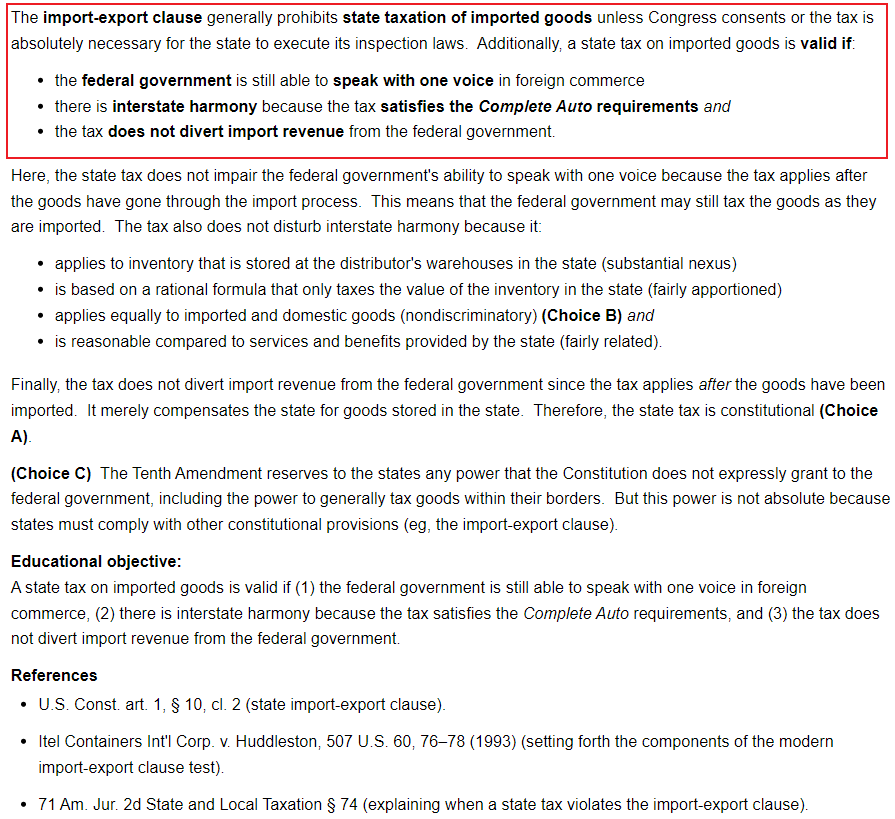 The import-export clause generally prohibits state taxation of imported goods unless Congress consents or the tax is
absolutely necessary for the state to execute its inspection laws.  Additionally, a state tax on imported goods is valid if:
• the federal government is still able to speak with one voice in foreign commerce
• there is interstate harmony because the tax satisfies the Complete Auto requirements and
• the tax does not divert import revenue from the federal government.
Here, the state tax does not impair the federal government's ability to speak with one voice because the tax applies after
the goods have gone through the import process.  This means that the federal government may still tax the goods as they
are imported.  The tax also does not disturb interstate harmony because it:
• applies to inventory that is stored at the distributor's warehouses in the state (substantial nexus)
• is based on a rational formula that only taxes the value of the inventory in the state (fairly apportioned)
• applies equally to imported and domestic goods (nondiscriminatory) (Choice B) and
• is reasonable compared to services and benefits provided by the state (fairly related).
Finally, the tax does not divert import revenue from the federal government since the tax applies after the goods have been
imported.  It merely compensates the state for goods stored in the state.  Therefore, the state tax is constitutional (Choice
A).
(Choice C)  The Tenth Amendment reserves to the states any power that the Constitution does not expressly grant to the
federal government, including the power to generally tax goods within their borders.  But this power is not absolute because
states must comply with other constitutional provisions (eg, the import-export clause).
Educational objective:
A state tax on imported goods is valid if (1) the federal government is still able to speak with one voice in foreign
commerce, (2) there is interstate harmony because the tax satisfies the Complete Auto requirements, and (3) the tax does
not divert import revenue from the federal government.
References
• U.S. Const. art. 1, § 10, cl. 2 (state import-export clause).
• Itel Containers Int'l Corp. v. Huddleston, 507 U.S. 60, 76–78 (1993) (setting forth the components of the modern
import-export clause test).
• 71 Am. Jur. 2d State and Local Taxation § 74 (explaining when a state tax violates the import-export clause).